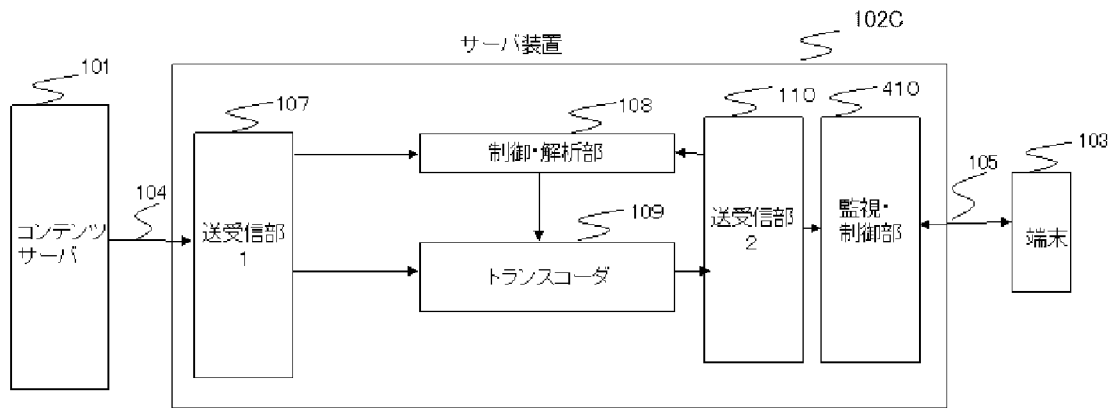 102C
サーバ装置
101
107
108
110
410
103
制御・解析部
104
105
109
コンテンツ
サーバ
送受信部
1
トランスコーダ
送受信部
2
監視・
制御部
端末